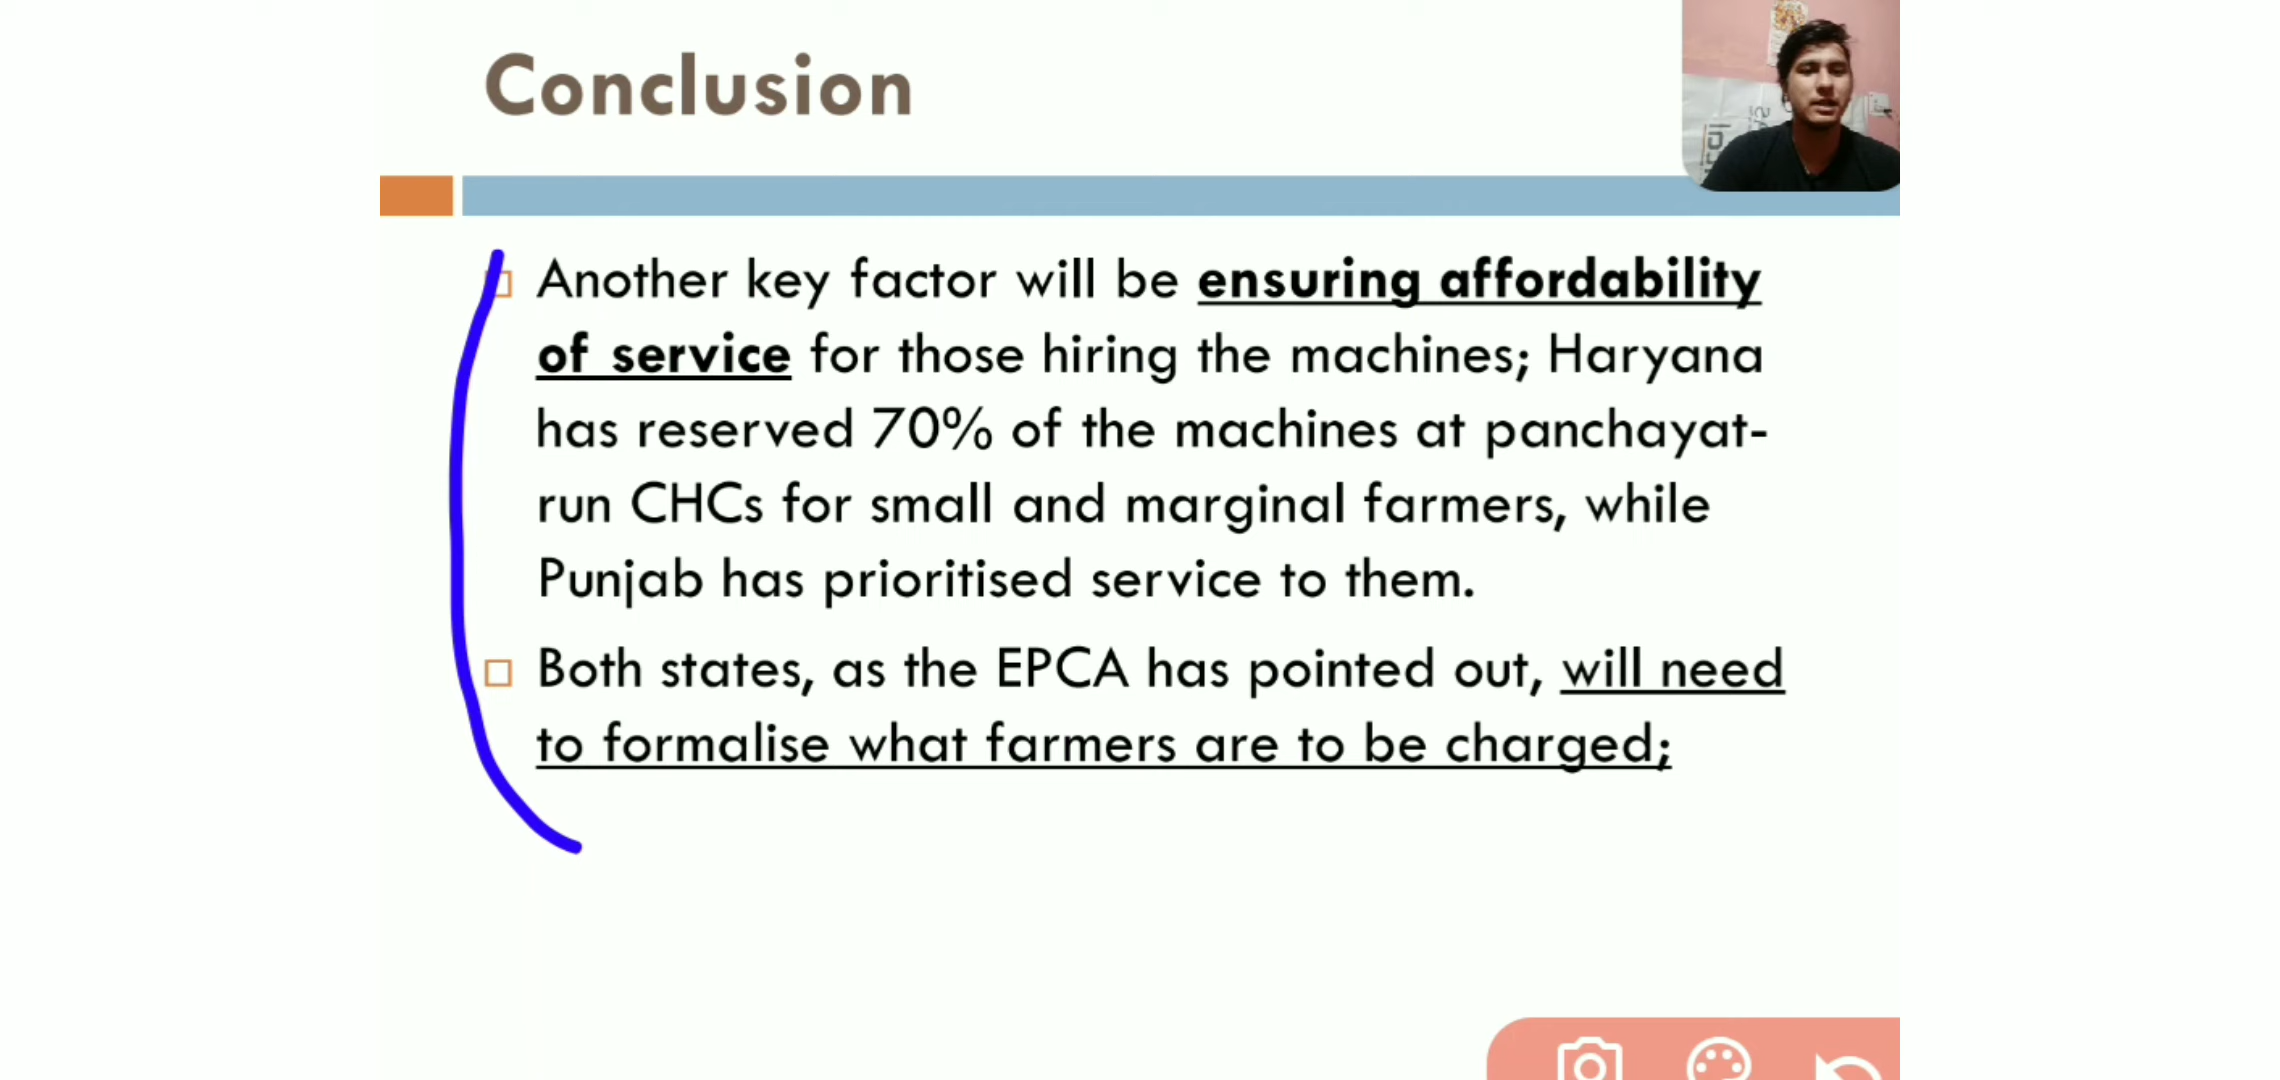 Conclusion
Another key factor will be ensuring affordability
of service for those hiring the machines; Haryana
has reserved 70% of the machines at panchayat-
run CHCs for small and marginal farmers, while
Punjab has prioritised service to them.
Both states, as the EPCA has pointed out, will need
to formalise what farmers are to be charged;